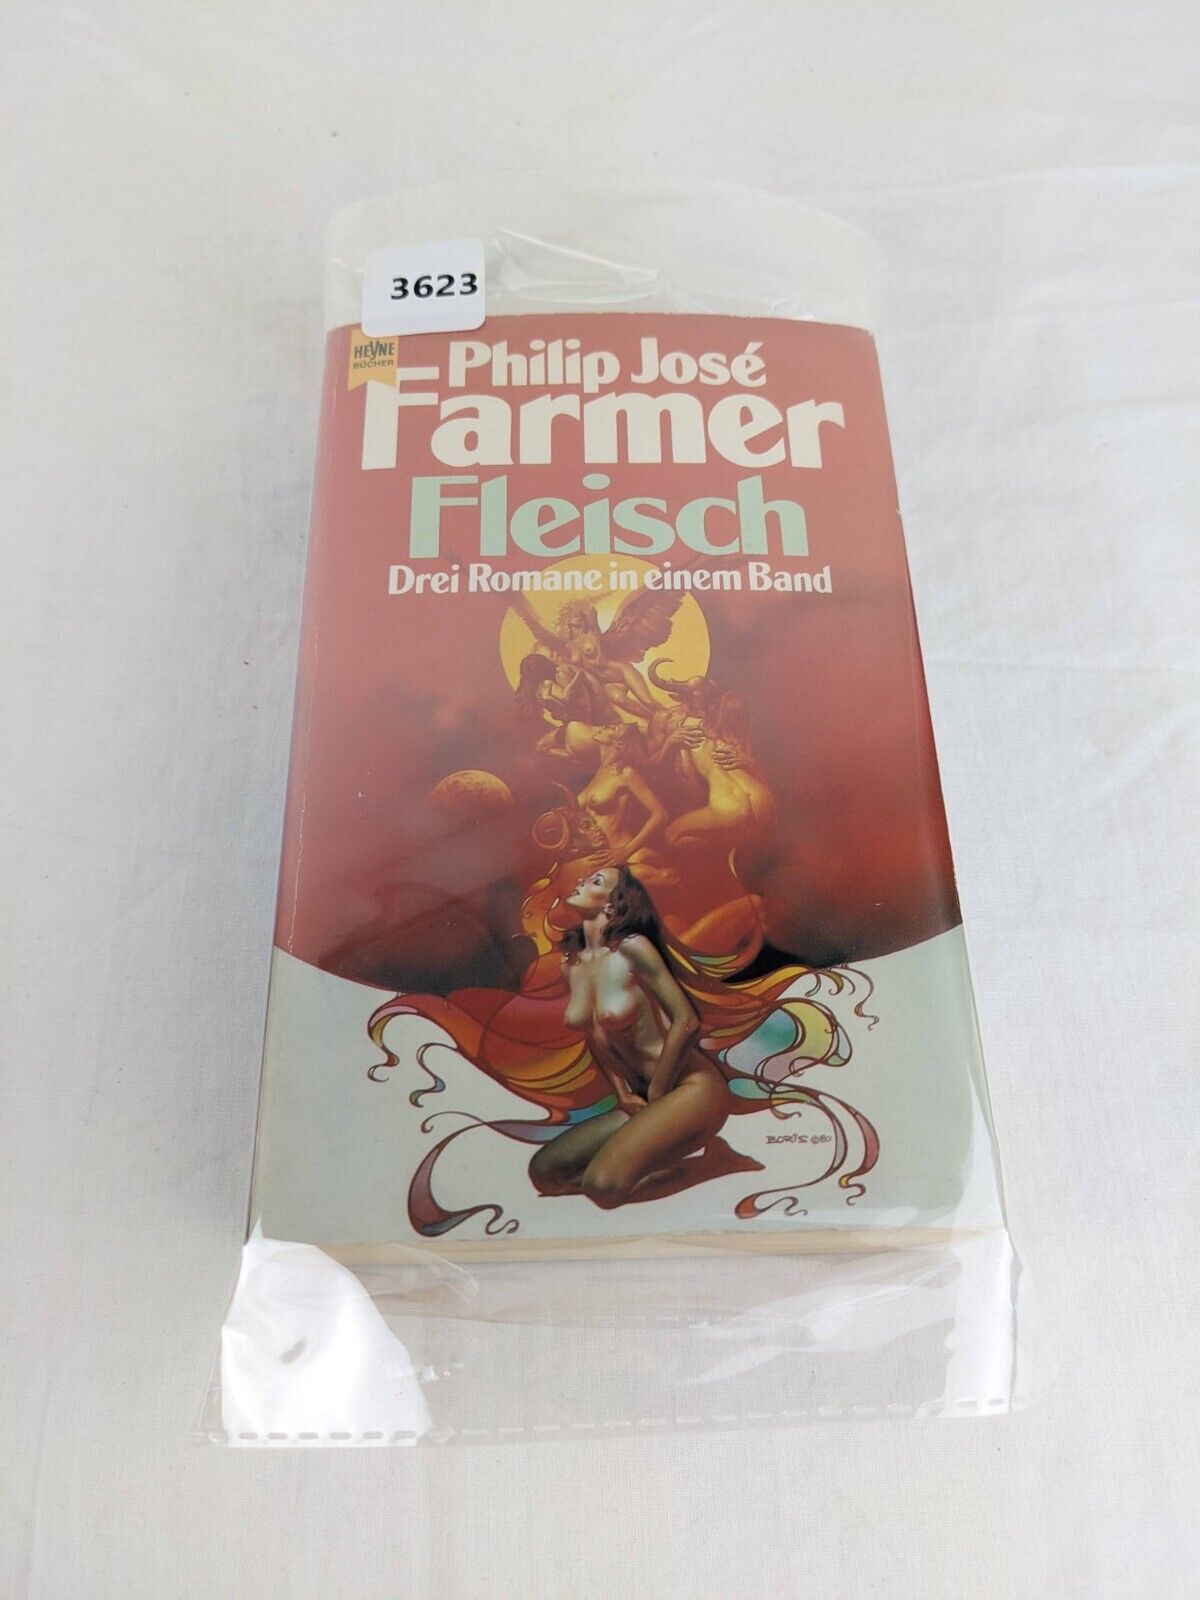 3623
HEYNE
BÜCHER
Philip José
Farmer
Fleisch
Drei Romane in einem Band
BORIS ©80